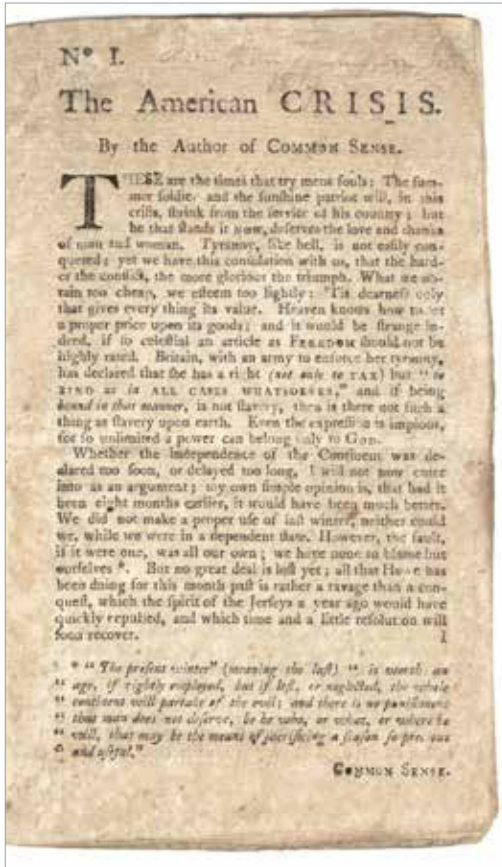 Nº I.
The American CRISIS.
By the Author of COMMON SENSE.
THESE are the times that try mens souls: The sum-
mer soldier and the sunshine patriot will, in this
crisis, shrink from the service of his country; but
he that stands it NOW, deserves the love and thanks
of man and woman. Tyranny, like hell, is not easily con-
quered; yet we have this consolation with us, that the hard-
er the conflict, the more glorious the triumph. What we ob-
tain too cheap, we esteem too lightly: 'Tis dearness only
that gives every thing its value. Heaven knows how to set
a proper price upon its goods; and it would be strange in-
deed, if so celestial an article as FREEDOM should not be
highly rated. Britain, with an army to enforce her tyranny,
has declared that she has a right (not only to TAX) but "to
BIND us in ALL CASES WHATSOEVER," and if being
bound in that manner, is not slavery, then is there not such a
thing as slavery upon earth. Even the expression is impious,
for so unlimited a power can belong only to GOD.
Whether the Independence of the Continent was de-
clared too soon, or delayed too long, I will not now enter
into as an argument; my own simple opinion is, that had it
been eight months earlier, it would have been much better.
We did not make a proper use of last winter, neither could
we, while we were in a dependent state. However, the fault,
if it were one, was all our own; we have none to blame but
ourselves *. But no great deal is lost yet; all that Howe has
been doing for this month past is rather a ravage than a con-
quest, which the spirit of the Jerseys a year ago would have
quickly repulsed, and which time and a little resolution will
soon recover. I
* "The present winter" (meaning the last) "is worth an
" age, if rightly employed, but if lost, or neglected, the whole
" continent will partake of the evil; and there is no punishment
" that man does not deserve, be he who, or what, or where he
" will, that may be the means of sacrificing a season so precious
" and useful."
COMMON SENSE.